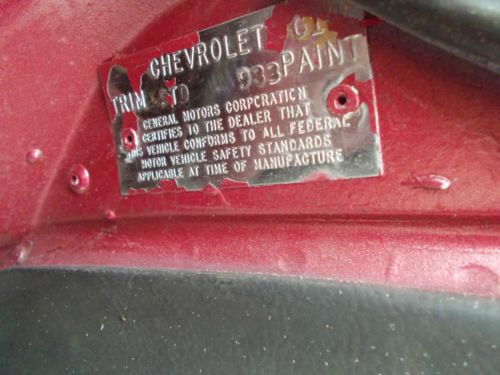 CHEVROLET
TRIM STD 983 PAINT
GENERAL MOTORS CORPORATION
CERTIFIES TO THE DEALER THAT
THIS VEHICLE CONFORMS TO ALL FEDERAL
MOTOR VEHICLE SAFETY STANDARDS
APPLICABLE AT TIME OF MANUFACTURE